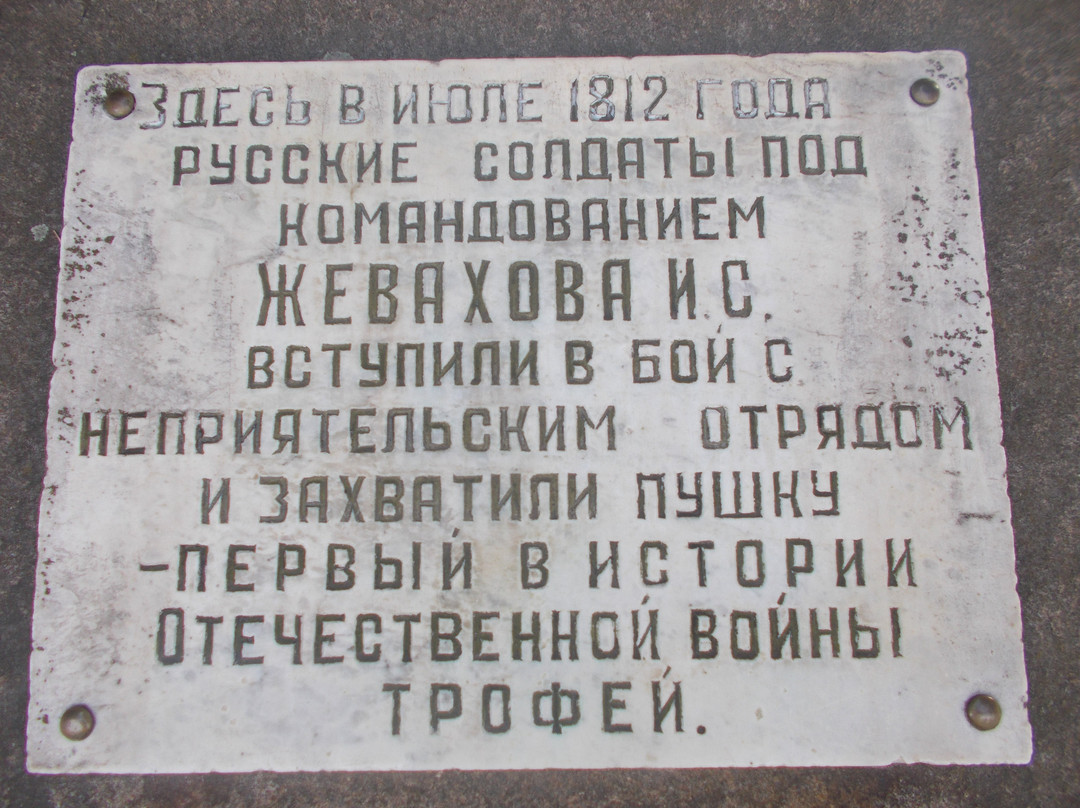 ЗДЕСЬ В ИЮЛЕ 1812 ГОДА
РУССКИЕ СОЛДАТЫ ПОД
КОМАНДОВАНИЕМ
ЖЕВАХОВА И.С.
ВСТУПИЛИ В БОЙ С
НЕПРИЯТЕЛЬСКИМ ОТРЯДОМ
И ЗАХВАТИЛИ ПУШКУ
-ПЕРВЫЙ В ИСТОРИИ
ОТЕЧЕСТВЕННОЙ ВОЙНЫ
ТРОФЕЙ.